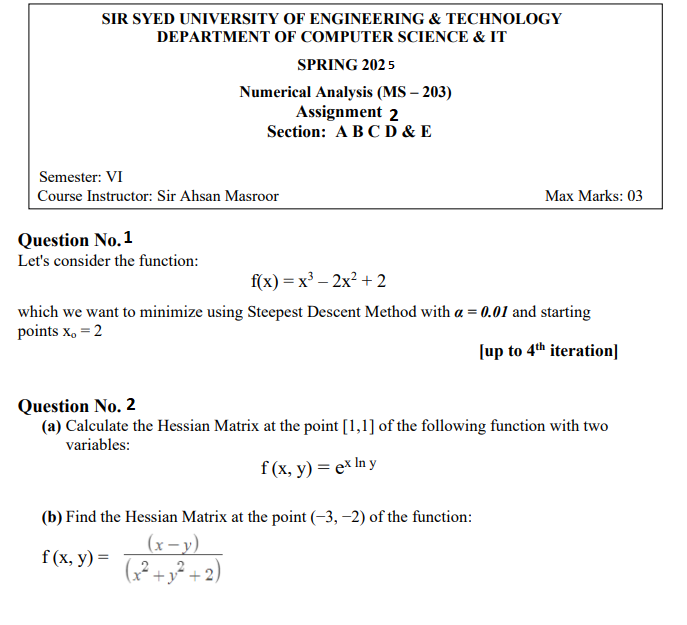 SIR SYED UNIVERSITY OF ENGINEERING & TECHNOLOGY
DEPARTMENT OF COMPUTER SCIENCE & IT
SPRING 2025
Numerical Analysis (MS – 203)
Assignment 2
Section: A B C D & E
Semester: VI
Course Instructor: Sir Ahsan Masroor Max Marks: 03
Question No.1
Let's consider the function:
f(x) = x³ – 2x² + 2
which we want to minimize using Steepest Descent Method with α = 0.01 and starting
points xₒ = 2
[up to 4ᵗʰ iteration]
Question No. 2
(a) Calculate the Hessian Matrix at the point [1,1] of the following function with two
variables:
f (x, y) = eˣ ln y
(b) Find the Hessian Matrix at the point (−3, −2) of the function:
f (x, y) = (x − y) / (x² + y² + 2)